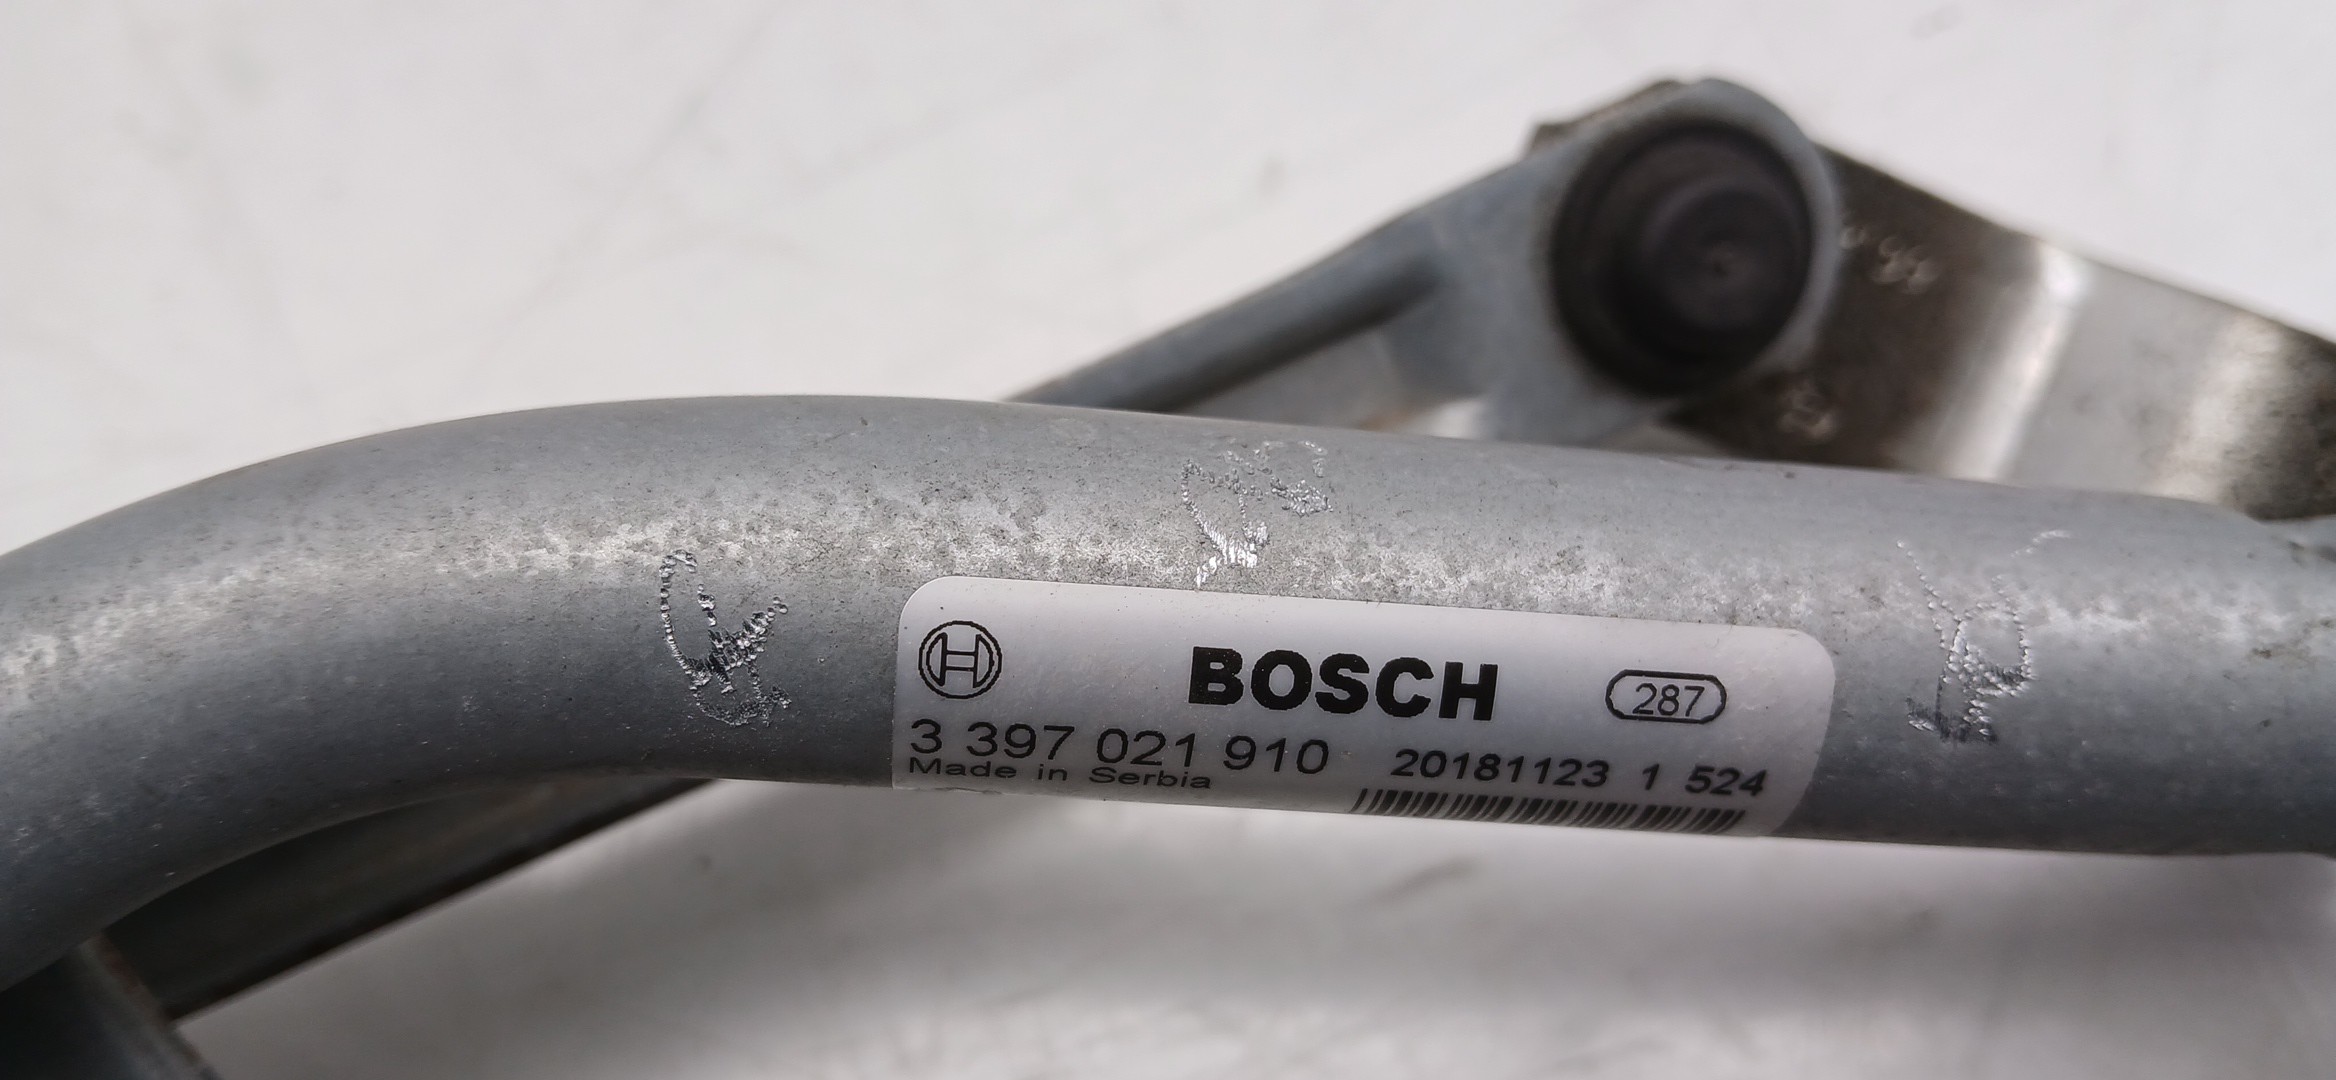 BOSCH 287
3 397 021 910 20181123 1 524
Made in Serbia